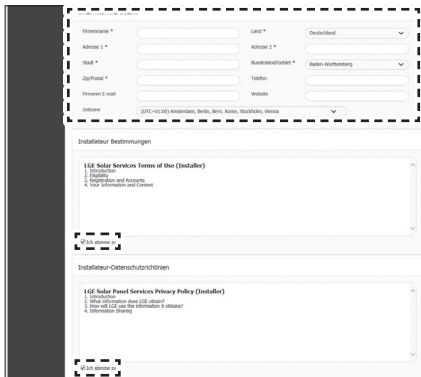 Firmenname *
Land *
Deutschland
Adresse 1 *
Adresse 2 *
Stadt *
Bundesland/Gebiet *
Baden-Württemberg
Zip/Postal *
Telefon
Firmenin E-mail
Website
Zeitzone
(UTC+01:00) Amsterdam, Berlin, Bern, Rome, Stockholm, Vienna
Installateur Bestimmungen
LGE Solar Services Terms of Use (Installer)
1. Introduction
2. Eligibility
3. Registration and Accounts
4. Your Information and Content
Ich stimme zu
Installateur-Datenschutzrichtinien
LGE Solar Panel Services Privacy Policy (Installer)
1. Introduction
2. What information does LGE obtain?
3. How will LGE use the information it obtains?
4. Information Sharing
Ich stimme zu